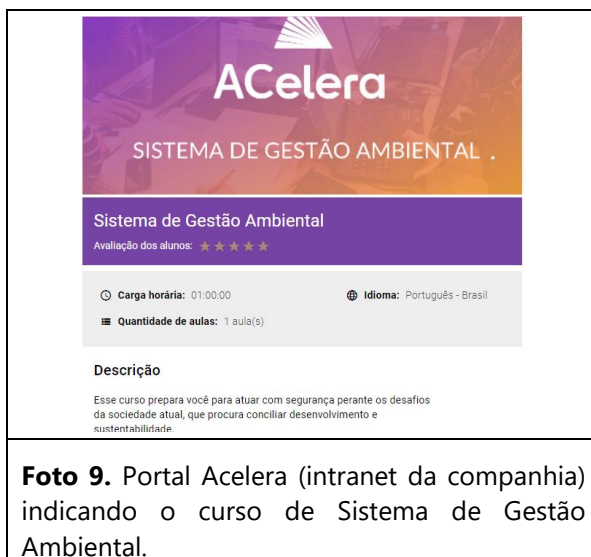 ACelera
SISTEMA DE GESTÃO AMBIENTAL .
Sistema de Gestão Ambiental
Avaliação dos alunos:
Carga horária: 01:00:00
Idioma: Português - Brasil
Quantidade de aulas: 1 aula(s)
Descrição
Esse curso prepara você para atuar com segurança perante os desafios
da sociedade atual, que procura conciliar desenvolvimento e
sustentabilidade
Foto 9. Portal Acelera (intranet da companhia)
indicando o curso de Sistema de Gestão
Ambiental.